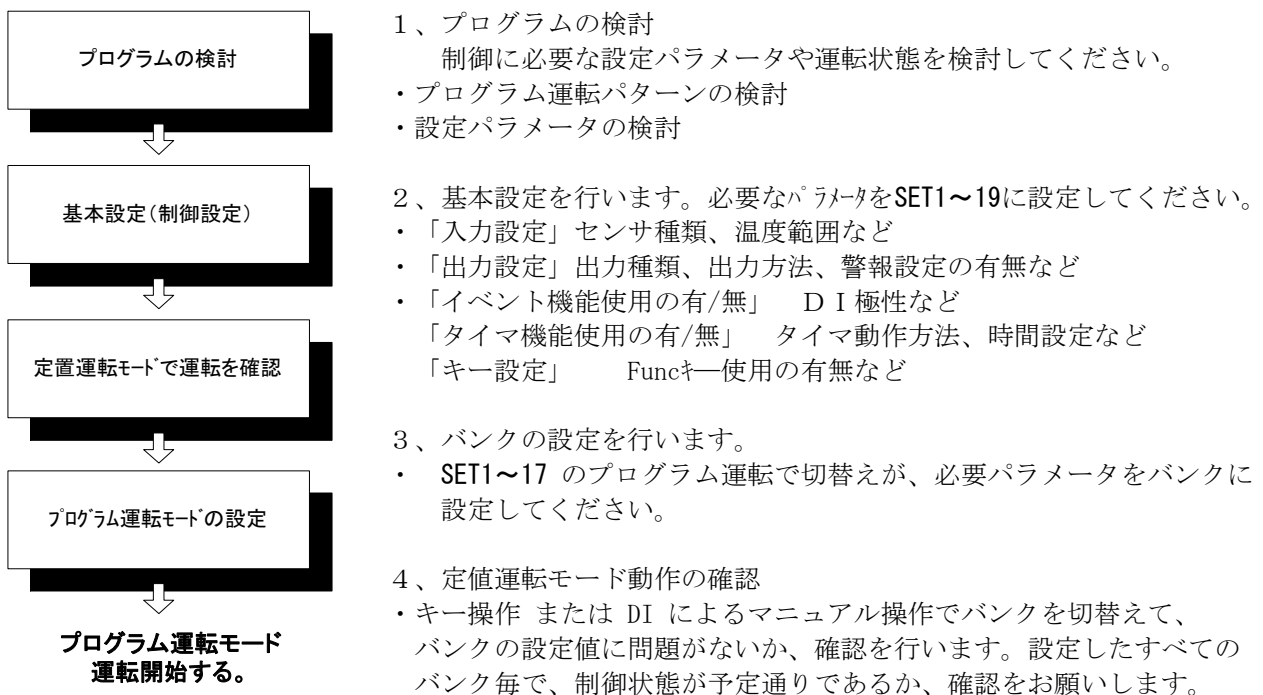 プログラムの検討
基本設定(制御設定)
定置運転ﾓｰﾄﾞで運転を確認
ﾌﾟﾛｸﾞﾗﾑ運転ﾓｰﾄﾞの設定
プログラム運転モード
運転開始する。
１、プログラムの検討
制御に必要な設定パラメータや運転状態を検討してください。
・プログラム運転パターンの検討
・設定パラメータの検討
２、基本設定を行います。必要なﾊﾟﾗﾒｰﾀをSET1～19に設定してください。
・「入力設定」センサ種類、温度範囲など
・「出力設定」出力種類、出力方法、警報設定の有無など
・「イベント機能使用の有/無」　ＤＩ極性など
「タイマ機能使用の有/無」　タイマ動作方法、時間設定など
「キー設定」　　Funcｷ―使用の有無など
３、バンクの設定を行います。
・　SET1～17 のプログラム運転で切替えが、必要パラメータをバンクに
設定してください。
４、定値運転モード動作の確認
・キー操作 または DI によるマニュアル操作でバンクを切替えて、
バンクの設定値に問題がないか、確認を行います。設定したすべての
バンク毎で、制御状態が予定通りであるか、確認をお願いします。